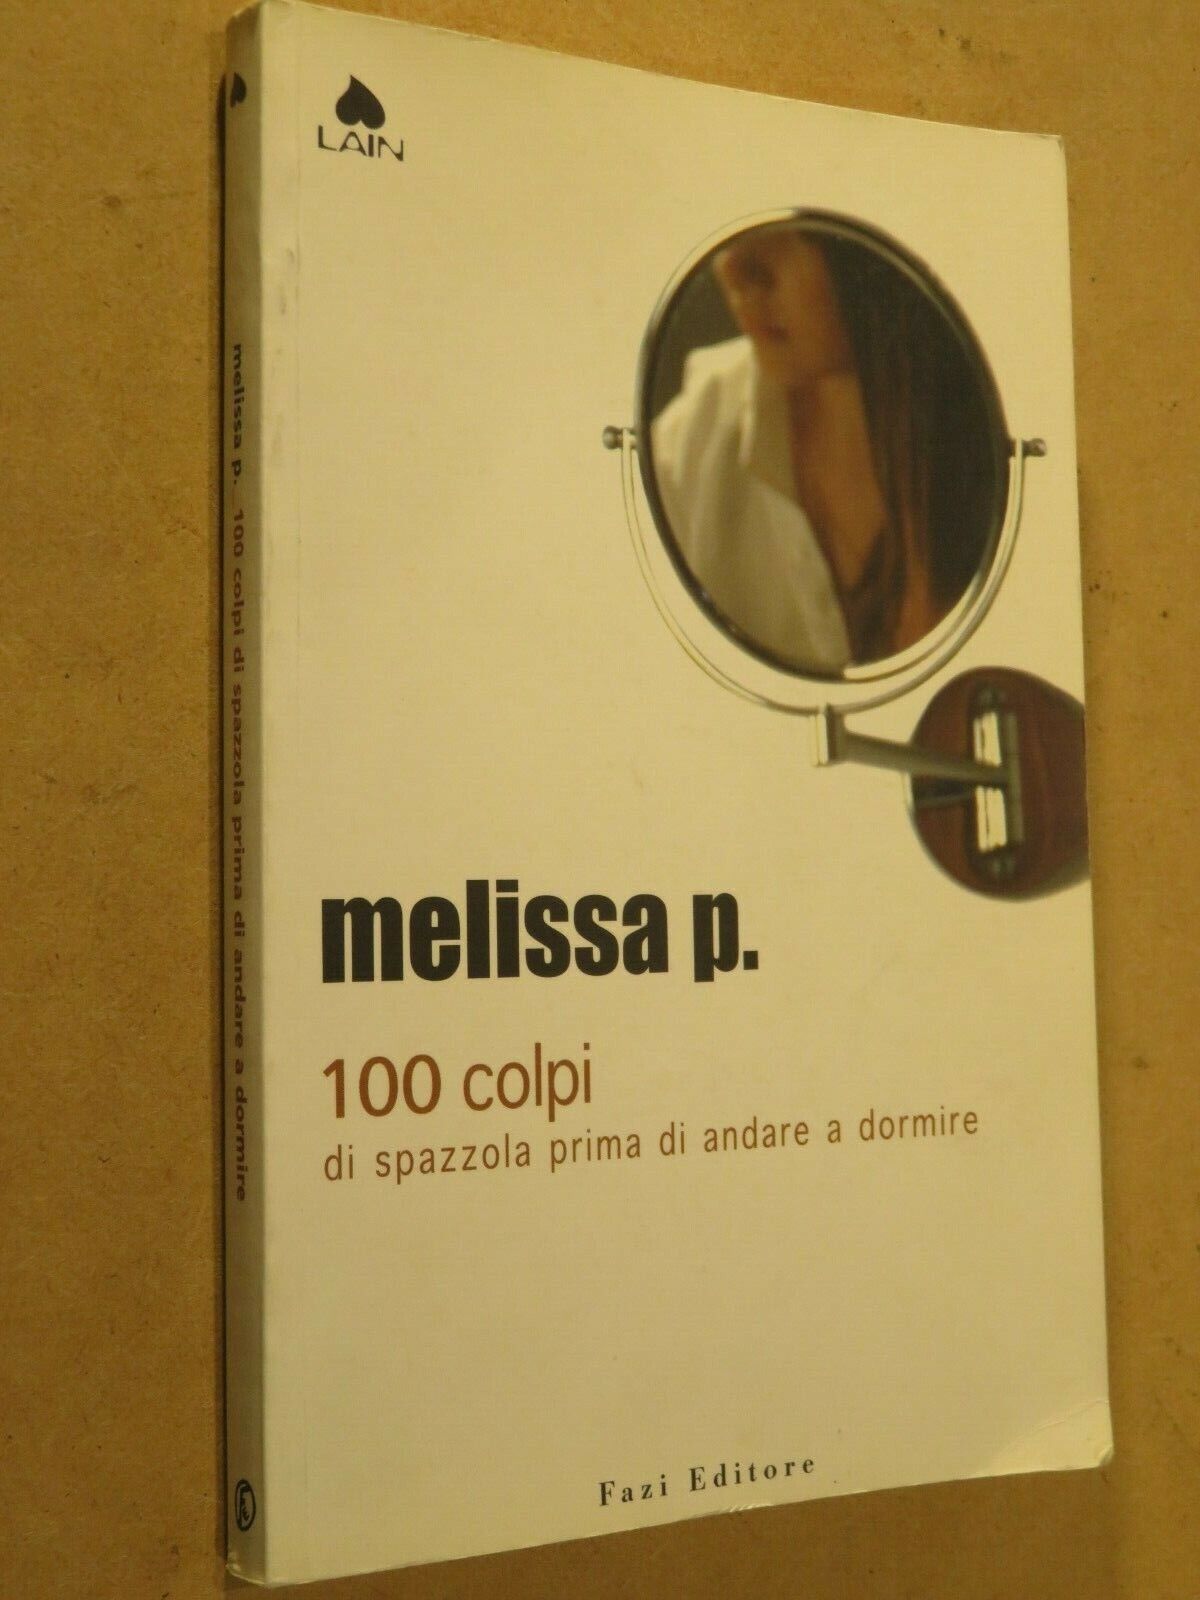 LAIN
melissa p. 100 colpi di spazzola prima di andare a dormire
melissa p.
100 colpi
di spazzola prima di andare a dormire
Fazi Editore